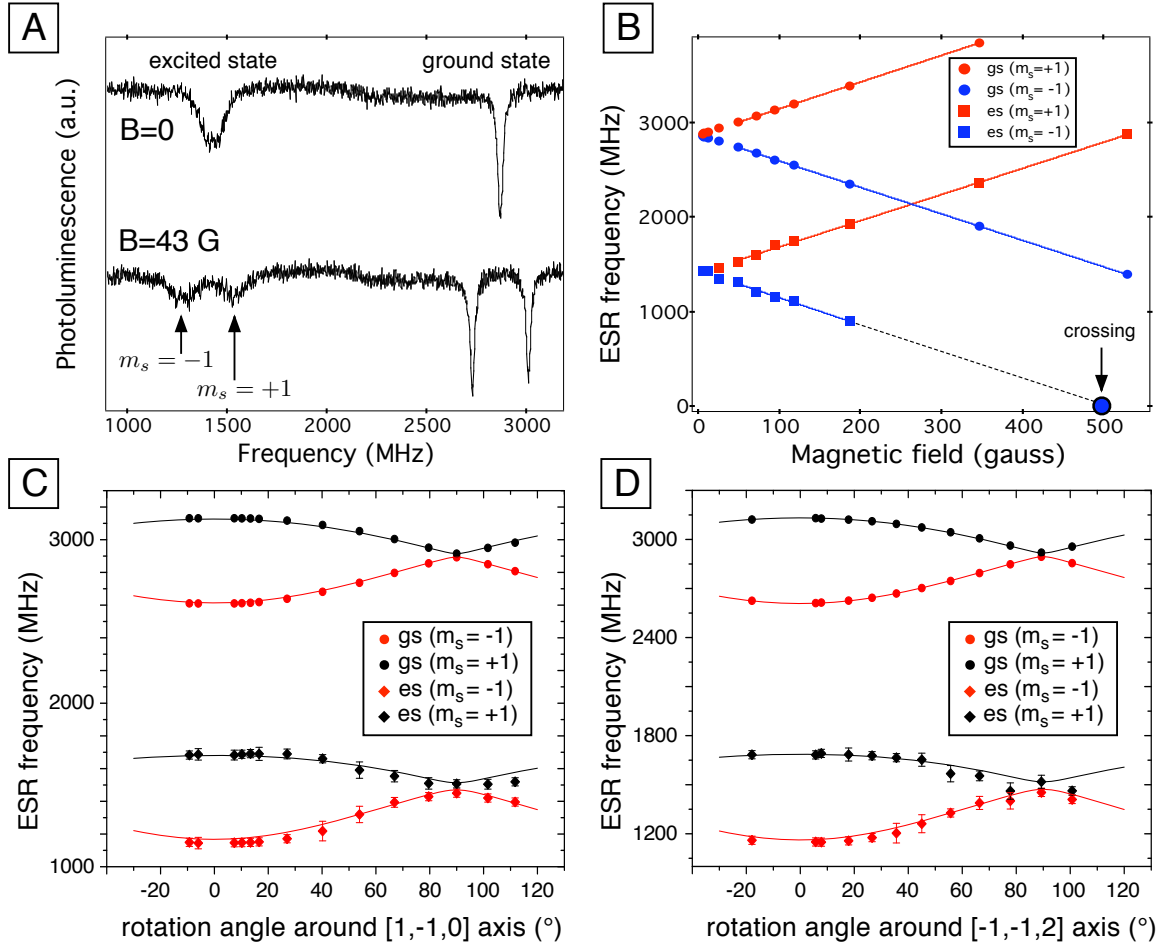 A
excited state
ground state
B=0
B=43 G
m_s = −1
m_s = +1
Photoluminescence (a.u.)
1000 1500 2000 2500 3000
Frequency (MHz)
B
gs (m_s=+1)
gs (m_s= -1)
es (m_s=+1)
es (m_s= -1)
crossing
ESR frequency (MHz)
3000
2000
1000
0
0 100 200 300 400 500
Magnetic field (gauss)
C
gs (m_s= -1)
gs (m_s= +1)
es (m_s= -1)
es (m_s= +1)
ESR frequency (MHz)
3000
2000
1000
-20 0 20 40 60 80 100 120
rotation angle around [1,-1,0] axis (°)
D
gs (m_s= -1)
gs (m_s= +1)
es (m_s= -1)
es (m_s= +1)
ESR frequency (MHz)
3000
2400
1800
1200
-20 0 20 40 60 80 100 120
rotation angle around [-1,-1,2] axis (°)